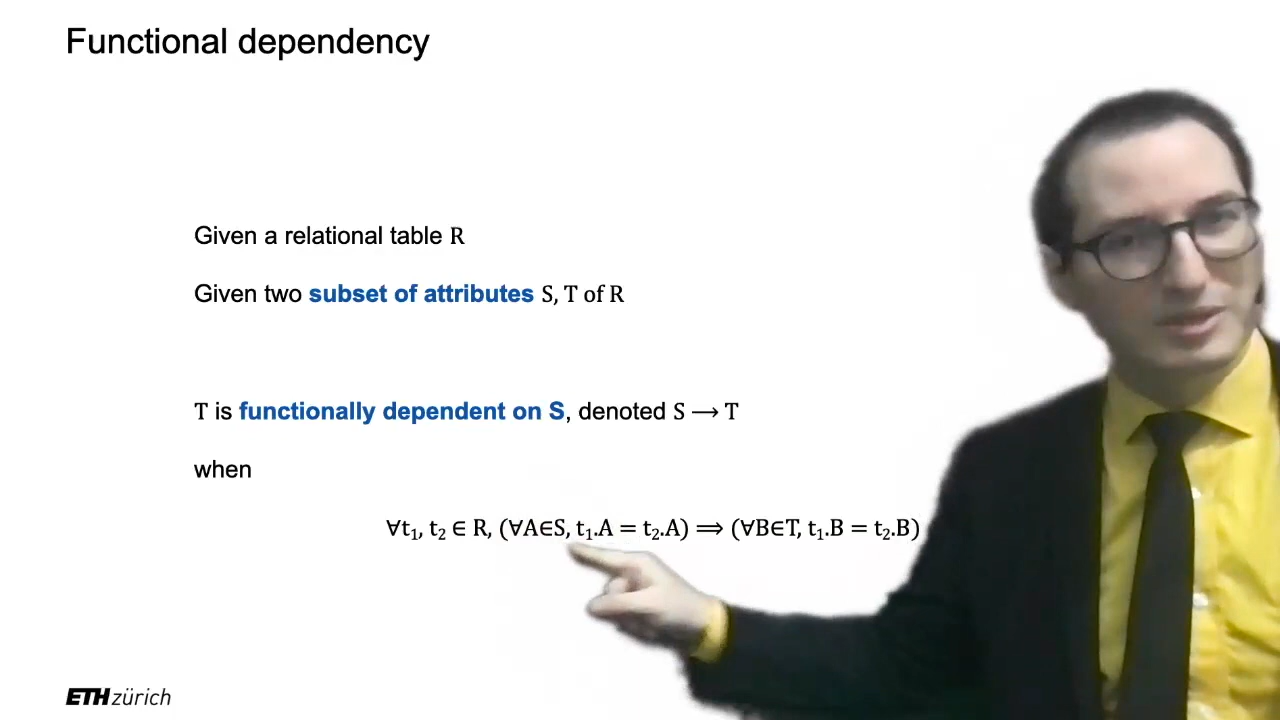 Functional dependency
Given a relational table R
Given two subset of attributes S, T of R
T is functionally dependent on S, denoted S ⟶ T
when
∀t₁, t₂ ∈ R, (∀A∈S, t₁.A = t₂.A) ⟹ (∀B∈T, t₁.B = t₂.B)
ETH zürich